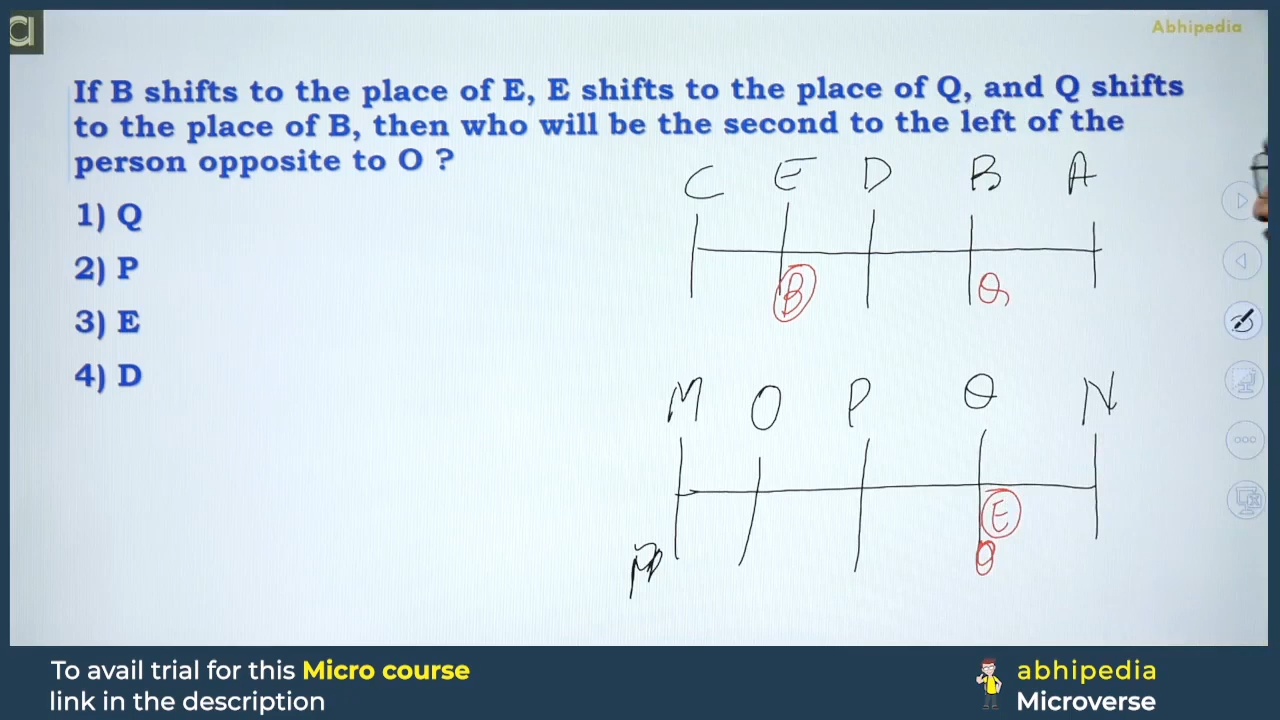 a
Abhipedia
If B shifts to the place of E, E shifts to the place of Q, and Q shifts
to the place of B, then who will be the second to the left of the
person opposite to O ?
1) Q
2) P
3) E
4) D
C E D B A
B Q
M O P Q N
E
To avail trial for this Micro course
link in the description
abhipedia
Microverse